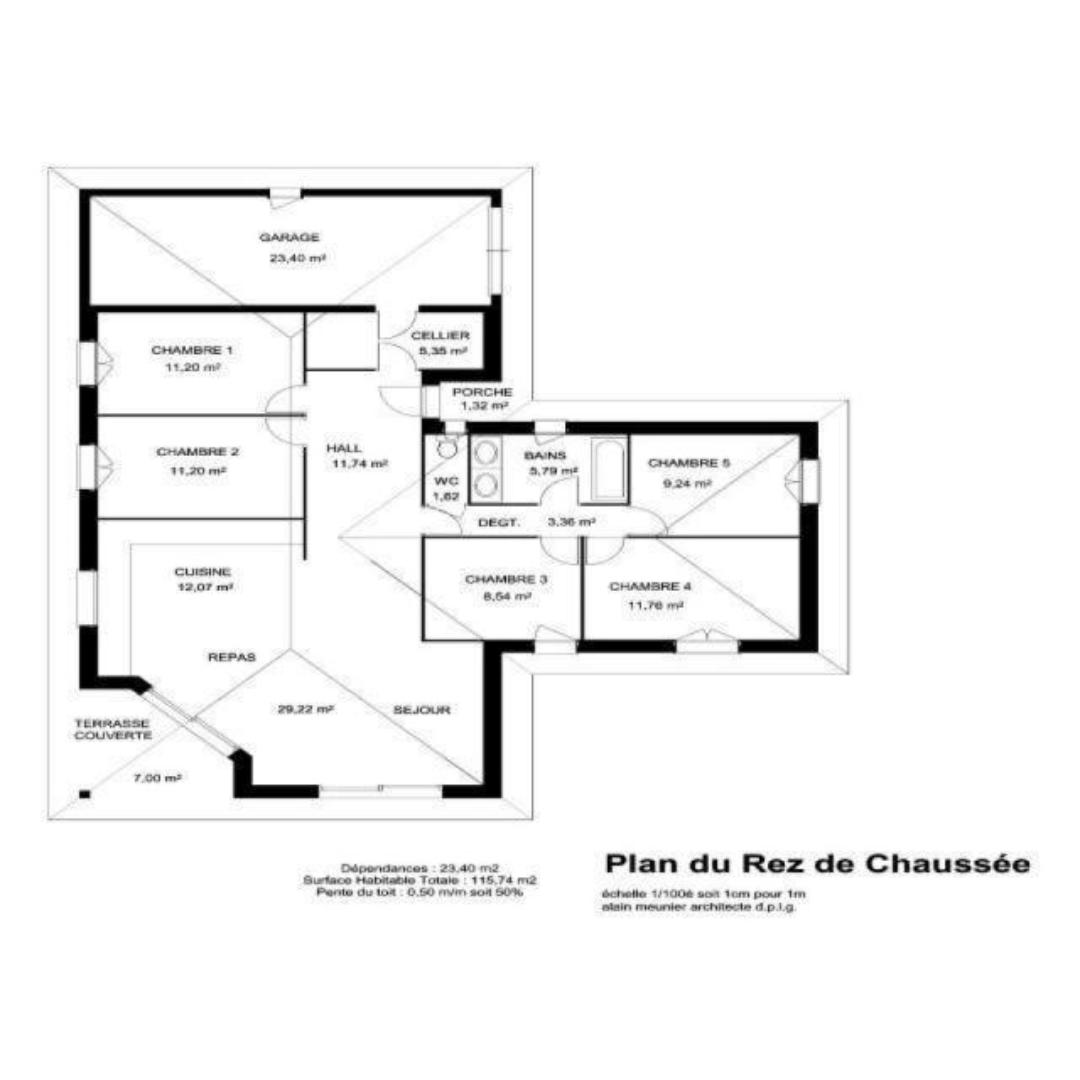 GARAGE
23,40 m²
CHAMBRE 1
11,20 m²
CELLIER
5,35 m²
PORCHE
1,32 m²
CHAMBRE 2
11,20 m²
HALL
11,74 m²
WC
1,62
BAINS
5,79 m²
CHAMBRE 5
9,24 m²
DEGT. 3,36 m²
CUISINE
12,07 m²
CHAMBRE 3
8,54 m²
CHAMBRE 4
11,76 m²
REPAS
29,22 m²
SEJOUR
TERRASSE
COUVERTE
7,00 m²
Dépendances : 23,40 m2
Surface Habitable Totale : 115,74 m2
Pente du toit : 0,50 m/m soit 50%
Plan du Rez de Chaussée
échelle 1/100è soit 1cm pour 1m
alain meunier architecte d.p.l.g.